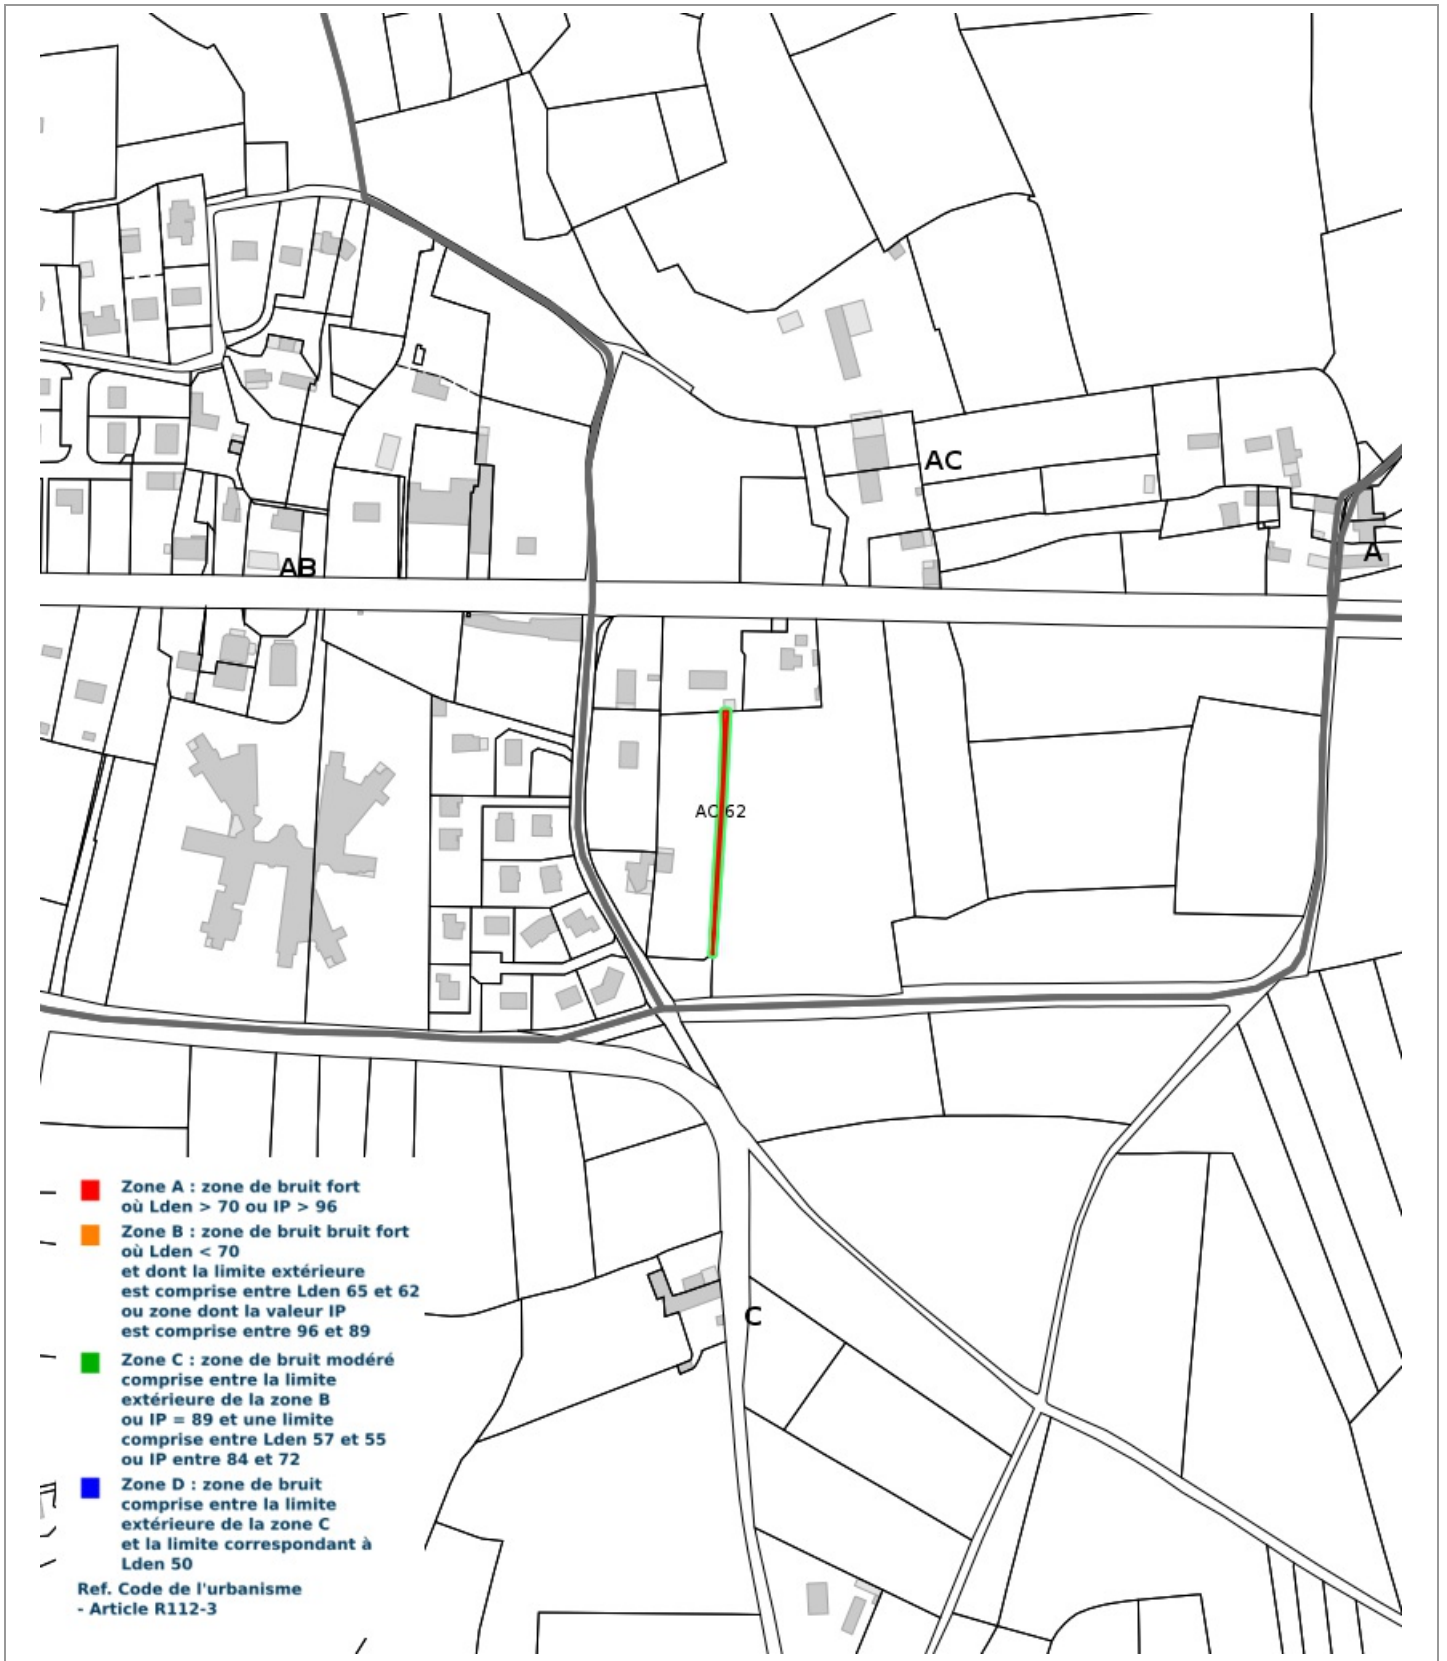 AC
A
AB
AC 62
Zone A : zone de bruit fort
où Lden > 70 ou IP > 96
Zone B : zone de bruit bruit fort
où Lden < 70
et dont la limite extérieure
est comprise entre Lden 65 et 62
ou zone dont la valeur IP
est comprise entre 96 et 89
C
Zone C : zone de bruit modéré
comprise entre la limite
extérieure de la zone B
ou IP = 89 et une limite
comprise entre Lden 57 et 55
ou IP entre 84 et 72
Zone D : zone de bruit
comprise entre la limite
extérieure de la zone C
et la limite correspondant à
Lden 50
Ref. Code de l'urbanisme
- Article R112-3